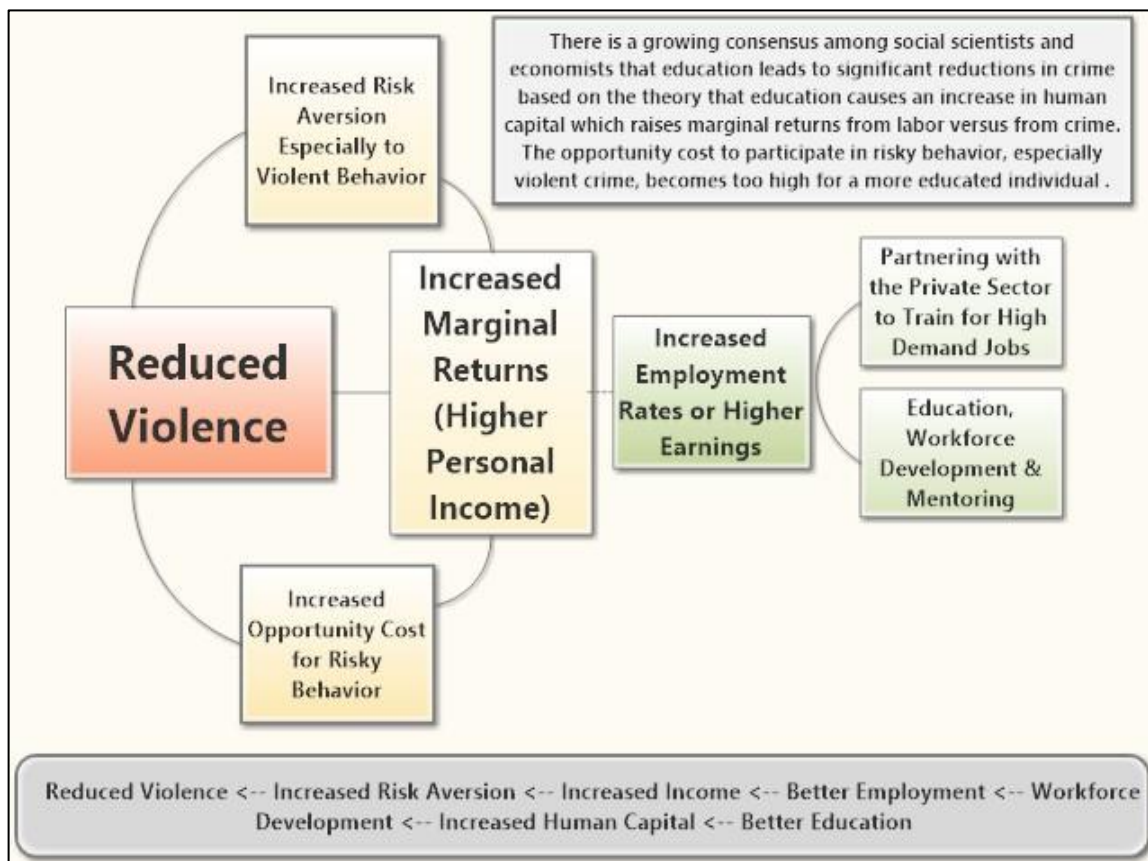 There is a growing consensus among social scientists and
economists that education leads to significant reductions in crime
based on the theory that education causes an increase in human
capital which raises marginal returns from labor versus from crime.
The opportunity cost to participate in risky behavior, especially
violent crime, becomes too high for a more educated individual .
Increased Risk
Aversion
Especially to
Violent Behavior
Reduced
Violence
Increased
Marginal
Returns
(Higher
Personal
Income)
Increased
Employment
Rates or Higher
Earnings
Partnering with
the Private Sector
to Train for High
Demand Jobs
Education,
Workforce
Development &
Mentoring
Increased
Opportunity Cost
for Risky
Behavior
Reduced Violence <-- Increased Risk Aversion <-- Increased Income <-- Better Employment <-- Workforce
Development <-- Increased Human Capital <-- Better Education